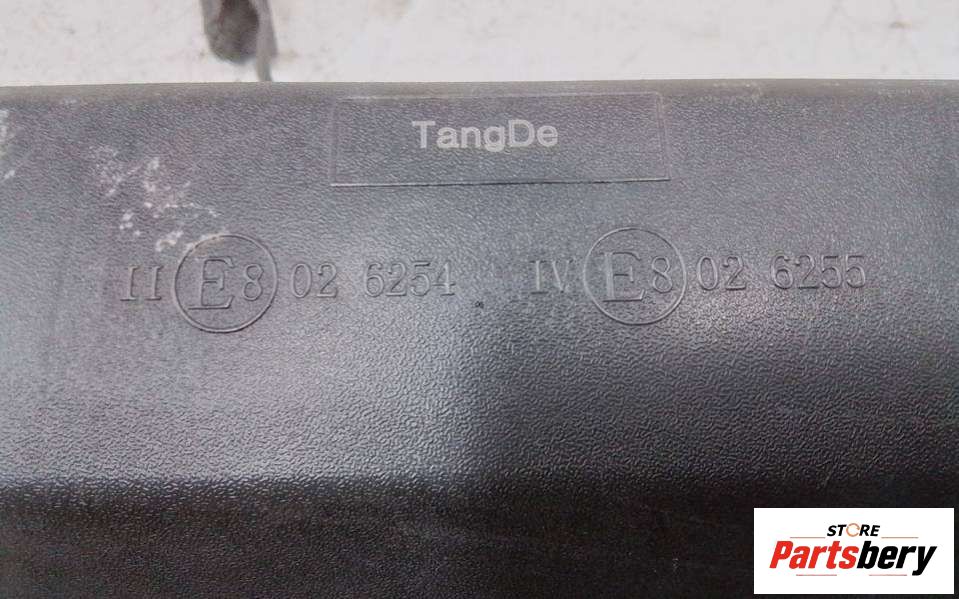 TangDe
II E8 02 6254 IV E8 02 6255
STORE
Partsbery